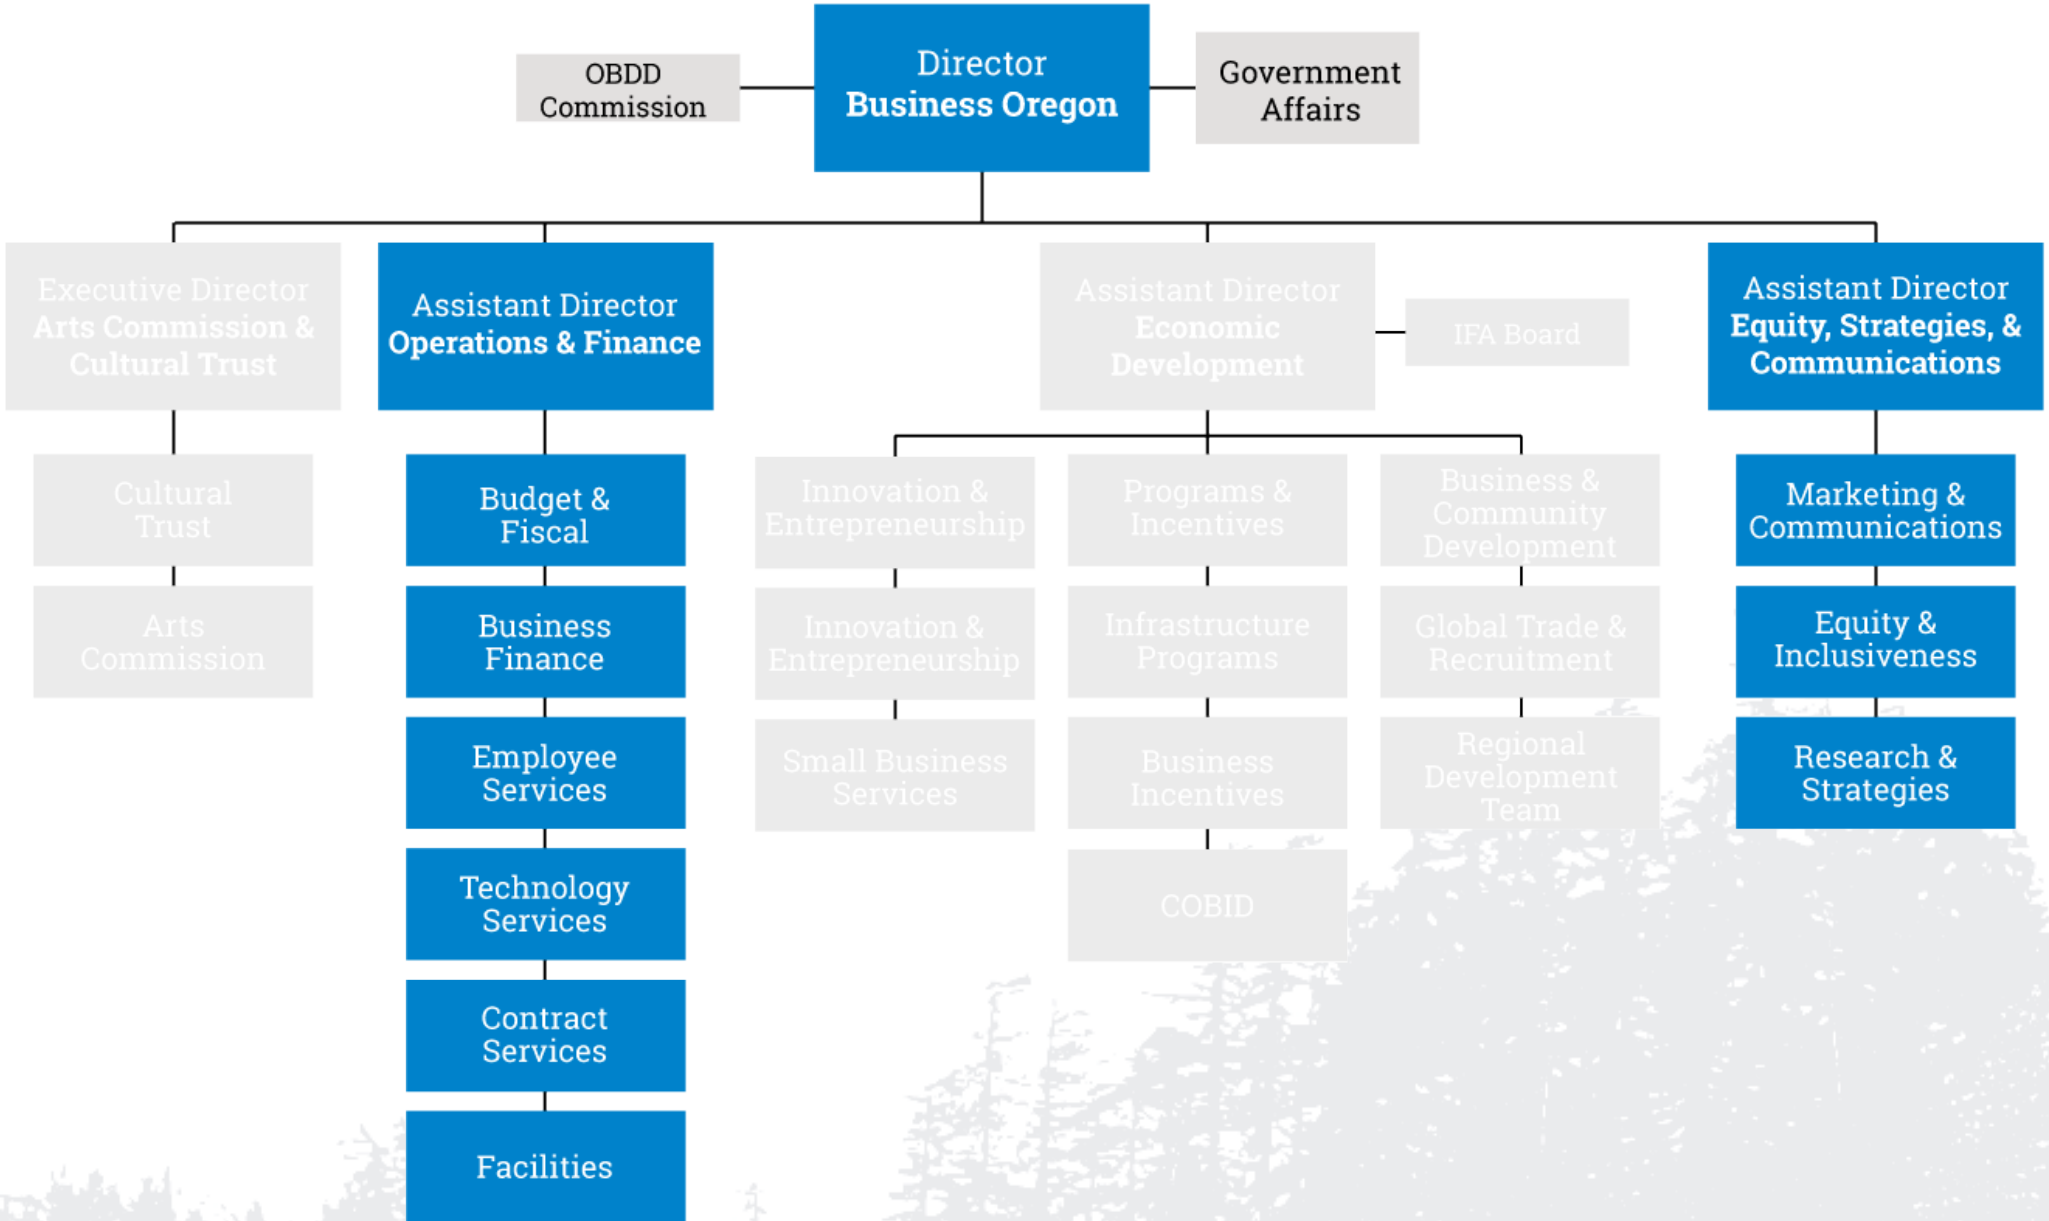 OBDD
Commission
Director
Business Oregon
Government
Affairs
Executive Director
Arts Commission &
Cultural Trust
Assistant Director
Operations & Finance
Assistant Director
Economic
Development
IFA Board
Assistant Director
Equity, Strategies, &
Communications
Cultural
Trust
Arts
Commission
Budget &
Fiscal
Business
Finance
Employee
Services
Technology
Services
Contract
Services
Facilities
Innovation &
Entrepreneurship
Innovation &
Entrepreneurship
Small Business
Services
Programs &
Incentives
Infrastructure
Programs
Business
Incentives
COBID
Business &
Community
Development
Global Trade &
Recruitment
Regional
Development
Team
Marketing &
Communications
Equity &
Inclusiveness
Research &
Strategies